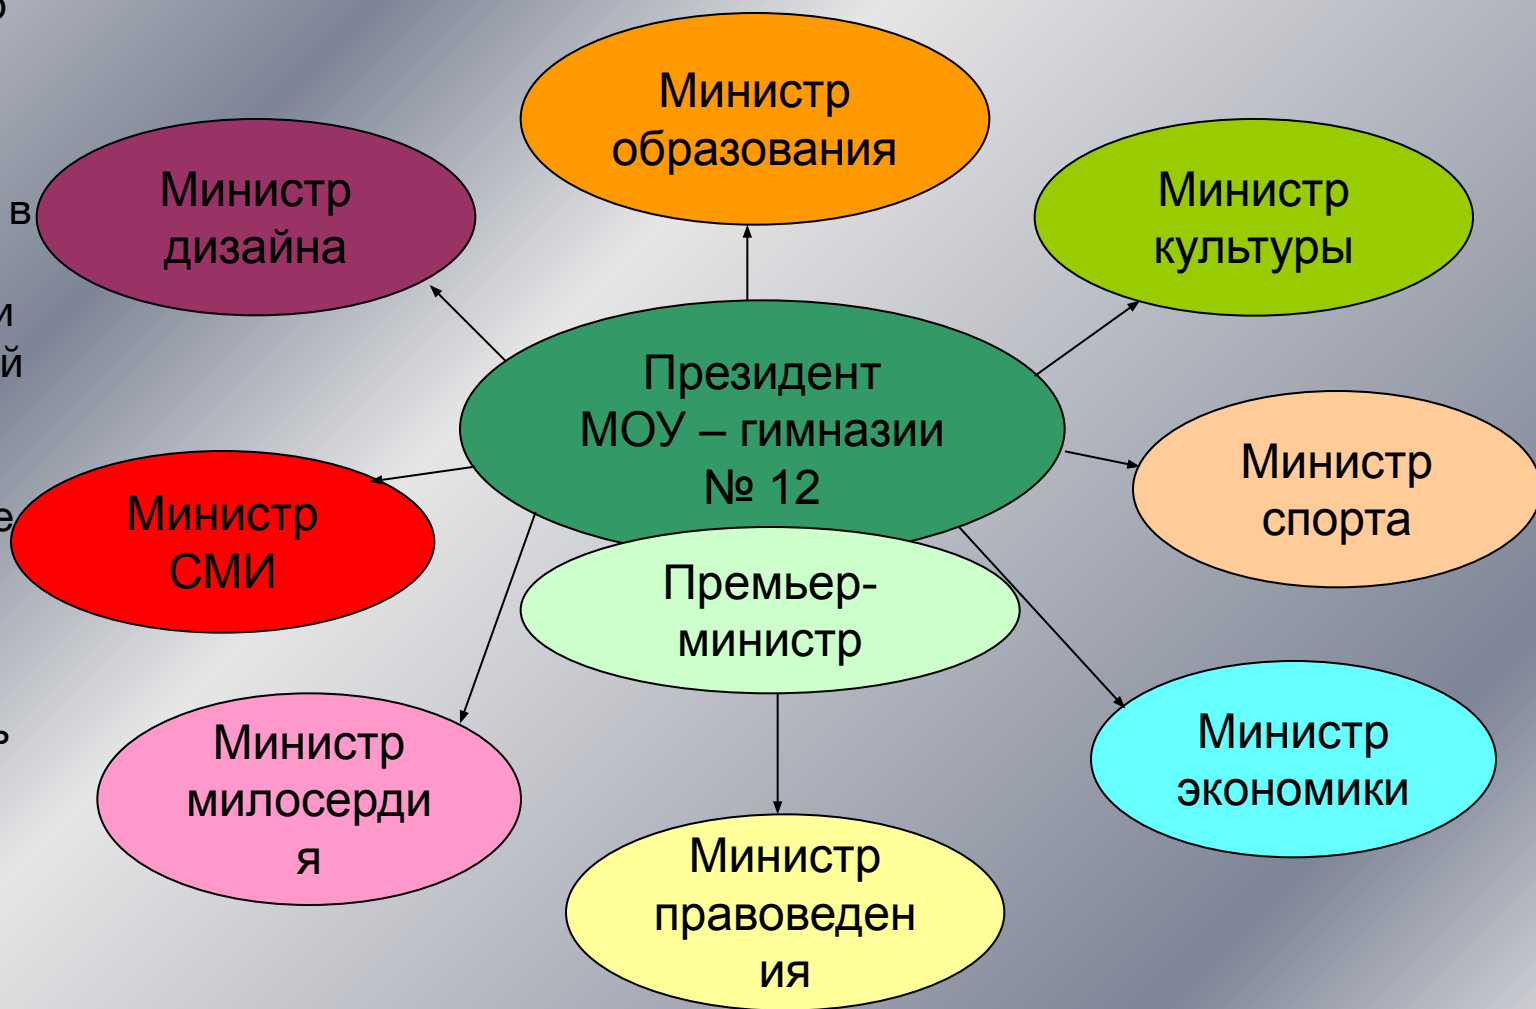 Министр
образования
Министр
дизайна
Министр
культуры
Президент
МОУ – гимназии
№ 12
Министр
спорта
Министр
СМИ
Премьер-
министр
Министр
милосерди
я
Министр
экономики
Министр
правоведен
ия
в
и
й
е
ь